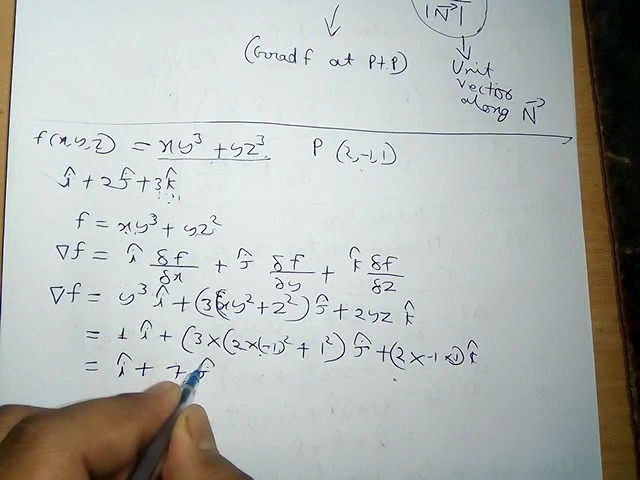 |N⃗|
(Grad f at pt P)
Unit
vector
along N⃗
f(x,y,z) = xy³ + yz³ P (2,-1,1)
î + 2ĵ + 3k̂
f = xy³ + yz²
∇f = î δf/δx + ĵ δf/∂y + k̂ δf/δz
∇f = y³ î + (3xy² + z²) ĵ + 2yz k̂
= 1 î + (3×(2×(-1)² + 1²) ĵ + (2×-1×1) k̂
= î + 7 ĵ